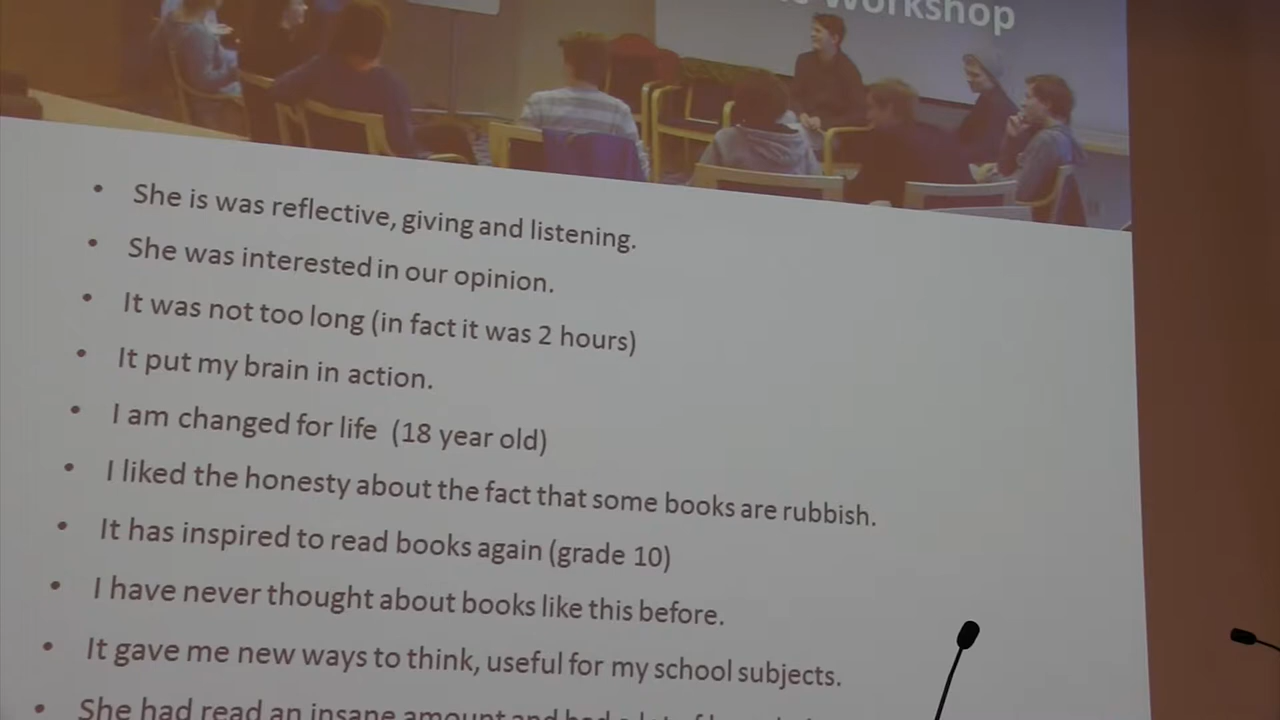 Workshop
• She is was reflective, giving and listening.
• She was interested in our opinion.
• It was not too long (in fact it was 2 hours)
• It put my brain in action.
• I am changed for life (18 year old)
• I liked the honesty about the fact that some books are rubbish.
• It has inspired to read books again (grade 10)
• I have never thought about books like this before.
• It gave me new ways to think, useful for my school subjects.
• She had read an insane amount and had a lot of